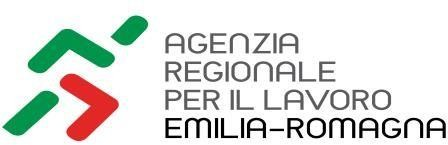 AGENZIA
REGIONALE
PER IL LAVORO
EMILIA-ROMAGNA